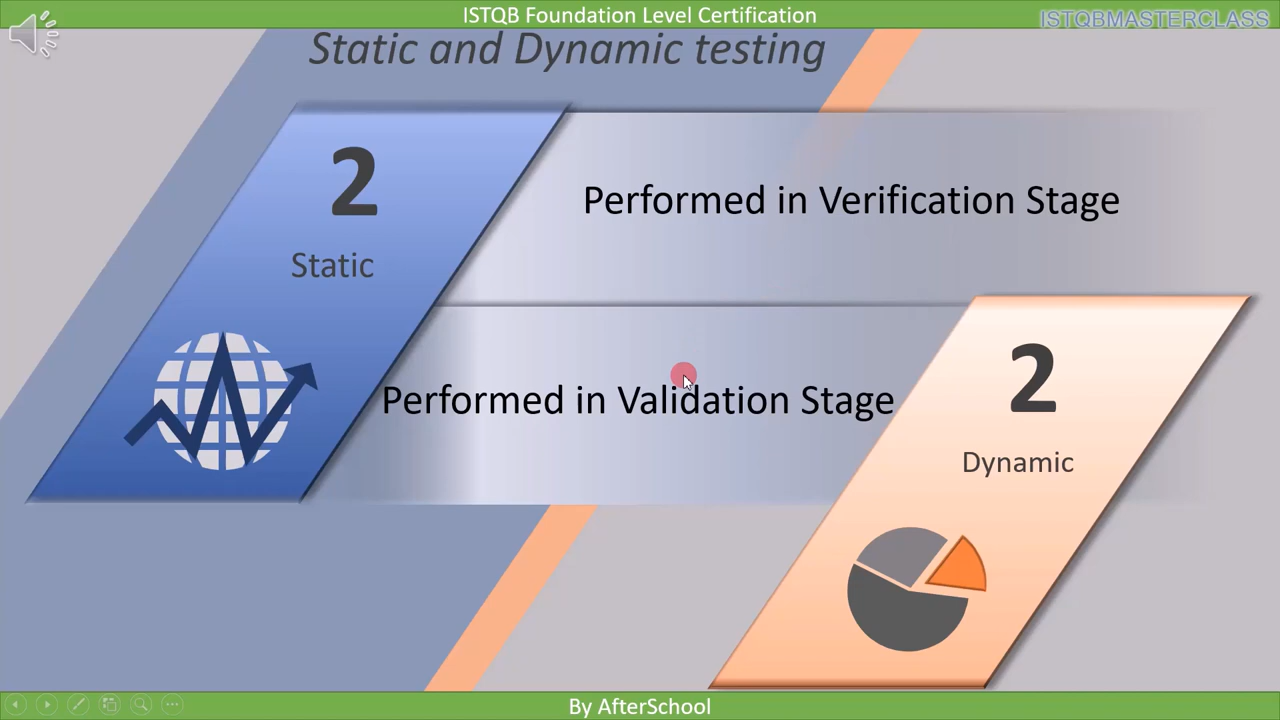 ISTQB Foundation Level Certification
ISTQBMASTERCLASS
Static and Dynamic testing
2
Static
Performed in Verification Stage
Performed in Validation Stage
2
Dynamic
By AfterSchool